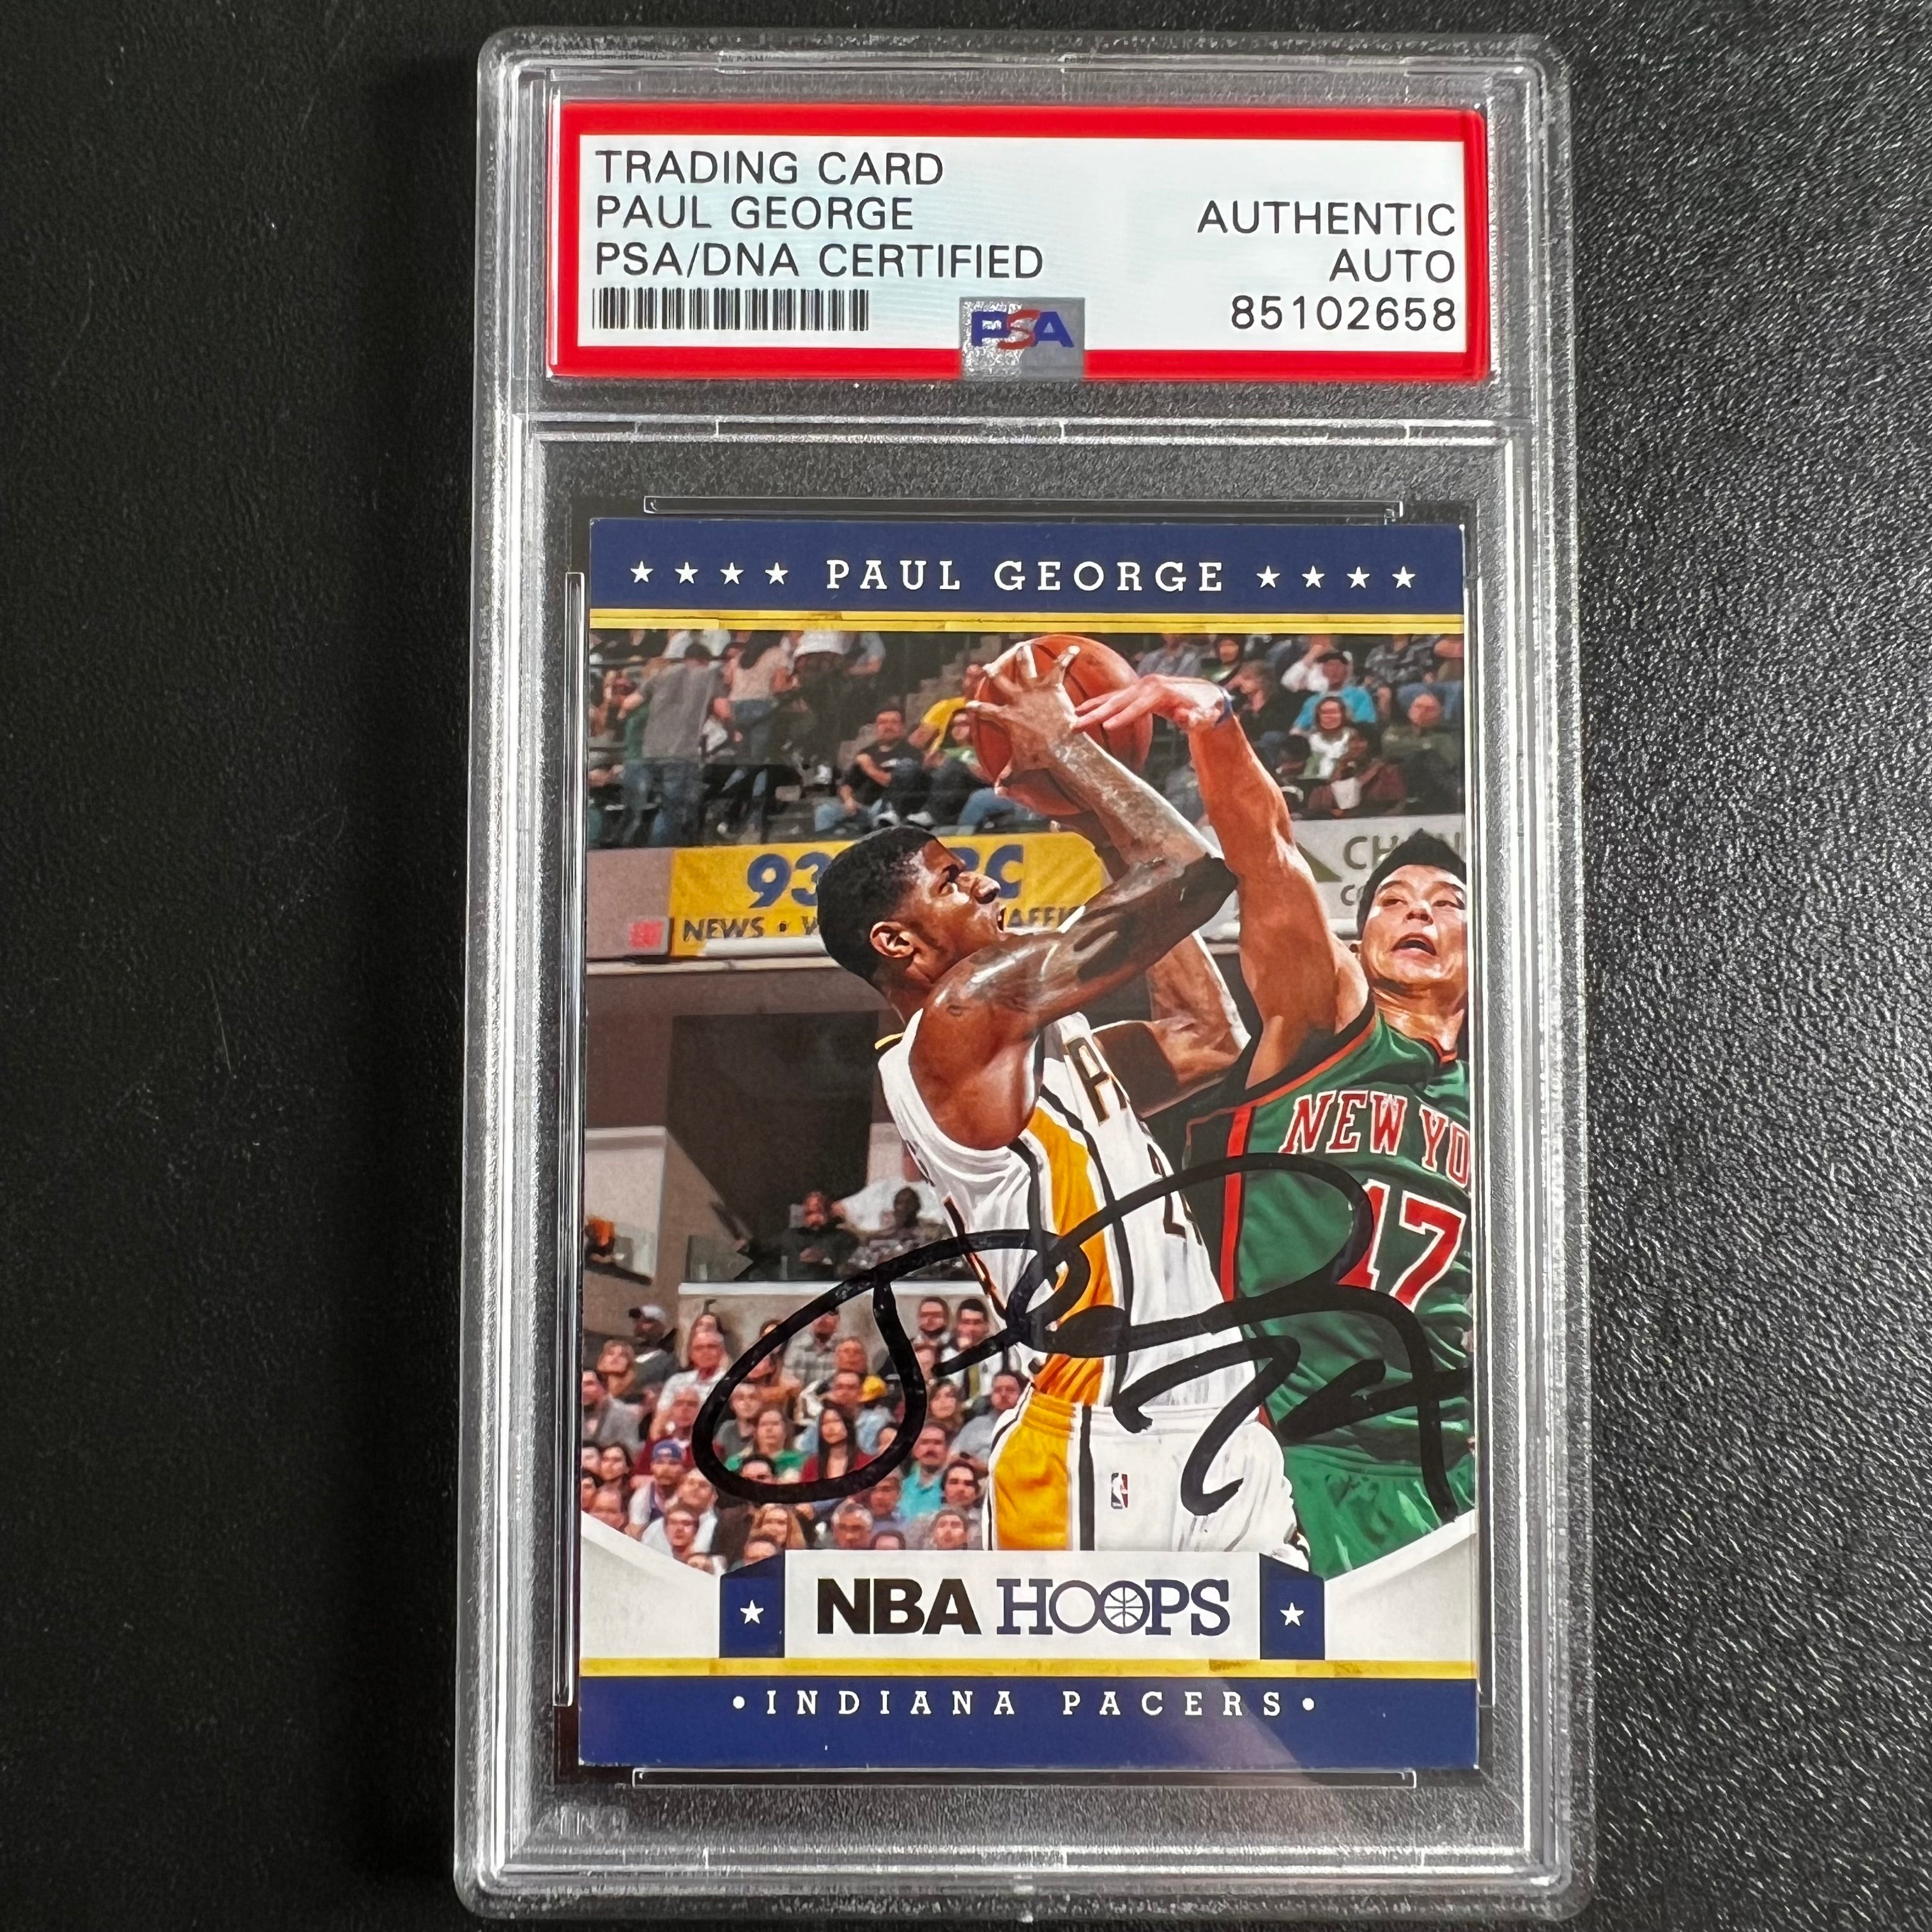 TRADING CARD
PAUL GEORGE
PSA/DNA CERTIFIED
AUTHENTIC
AUTO
85102658
PSA
★ ★ ★ ★ PAUL GEORGE ★ ★ ★ ★
93
NEWS •
NEW YO
17
NBA HOOPS
• INDIANA PACERS •